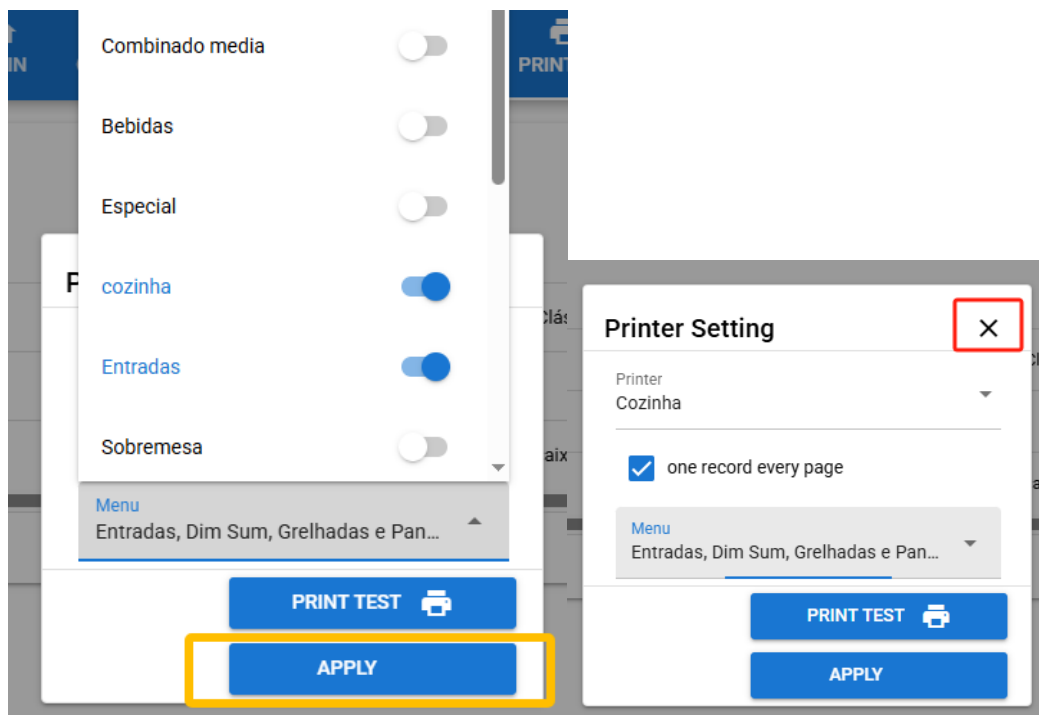 Combinado media
Bebidas
Especial
cozinha
Entradas
Sobremesa
Menu
Entradas, Dim Sum, Grelhadas e Pan...
PRINT TEST
APPLY
Printer Setting
Printer
Cozinha
one record every page
Menu
Entradas, Dim Sum, Grelhadas e Pan...
PRINT TEST
APPLY